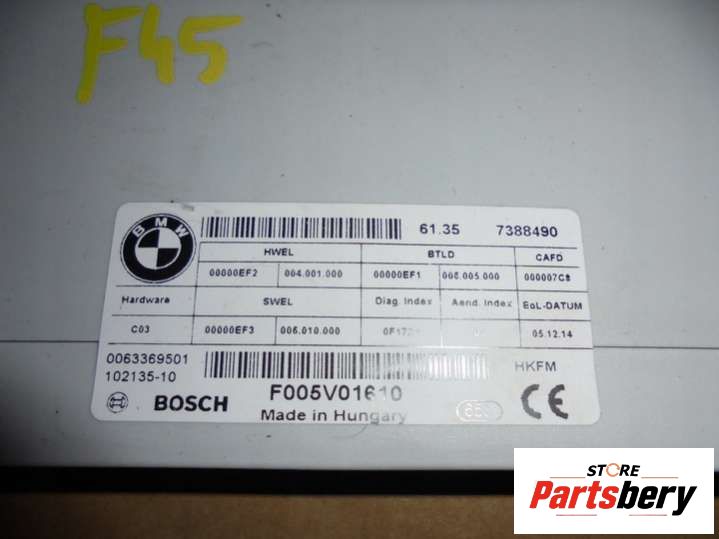 F45
BMW
61.35 7388490
HWEL BTLD CAFD
00000EF2 004.001.000 00000EF1 006.005.000 000007C8
Hardware SWEL Diag. Index Aend. Index EoL-DATUM
C03 00000EF3 006.010.000 05.12.14
0063369501 HKFM
102135-10
BOSCH F005V01610
Made in Hungary CE
STORE
Partsbery